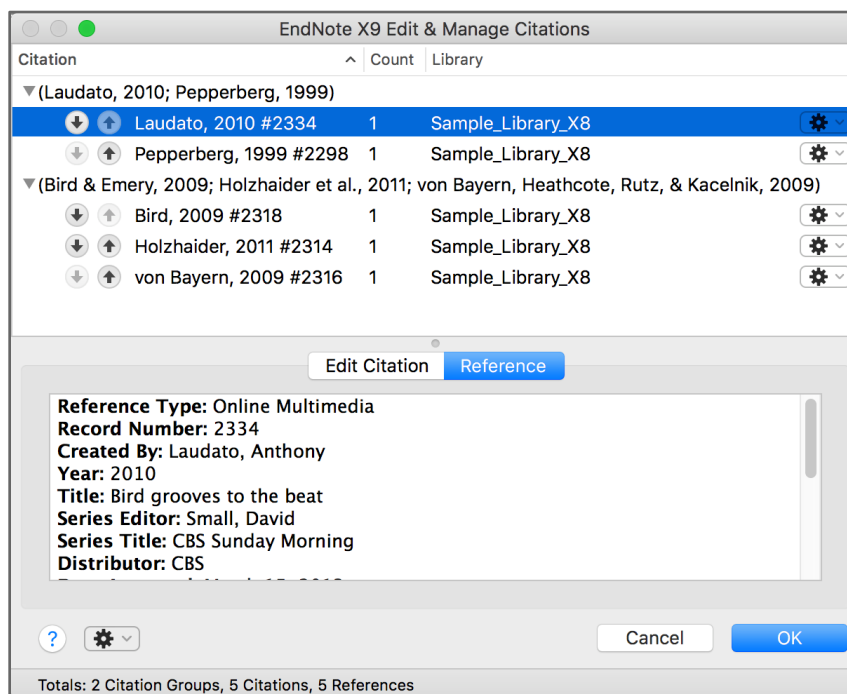 EndNote X9 Edit & Manage Citations
Citation Count Library
(Laudato, 2010; Pepperberg, 1999)
Laudato, 2010 #2334 1 Sample_Library_X8
Pepperberg, 1999 #2298 1 Sample_Library_X8
(Bird & Emery, 2009; Holzhaider et al., 2011; von Bayern, Heathcote, Rutz, & Kacelnik, 2009)
Bird, 2009 #2318 1 Sample_Library_X8
Holzhaider, 2011 #2314 1 Sample_Library_X8
von Bayern, 2009 #2316 1 Sample_Library_X8
Edit Citation Reference
Reference Type: Online Multimedia
Record Number: 2334
Created By: Laudato, Anthony
Year: 2010
Title: Bird grooves to the beat
Series Editor: Small, David
Series Title: CBS Sunday Morning
Distributor: CBS
? Cancel OK
Totals: 2 Citation Groups, 5 Citations, 5 References